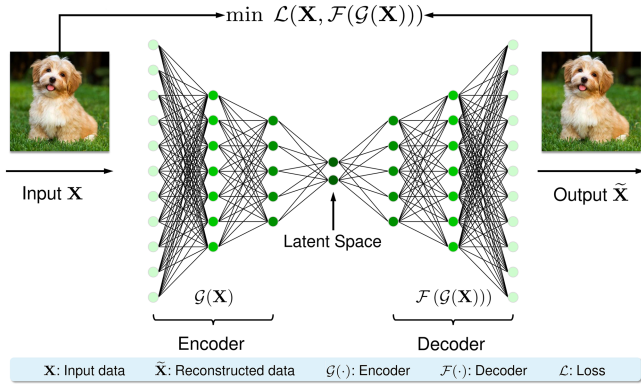 min ℒ(𝐗, ℱ(𝒢(𝐗)))
Input 𝐗
Output 𝐗̃
Latent Space
𝒢(𝐗)
ℱ(𝒢(𝐗)))
Encoder
Decoder
𝐗: Input data 𝐗̃: Reconstructed data 𝒢(·): Encoder ℱ(·): Decoder ℒ: Loss